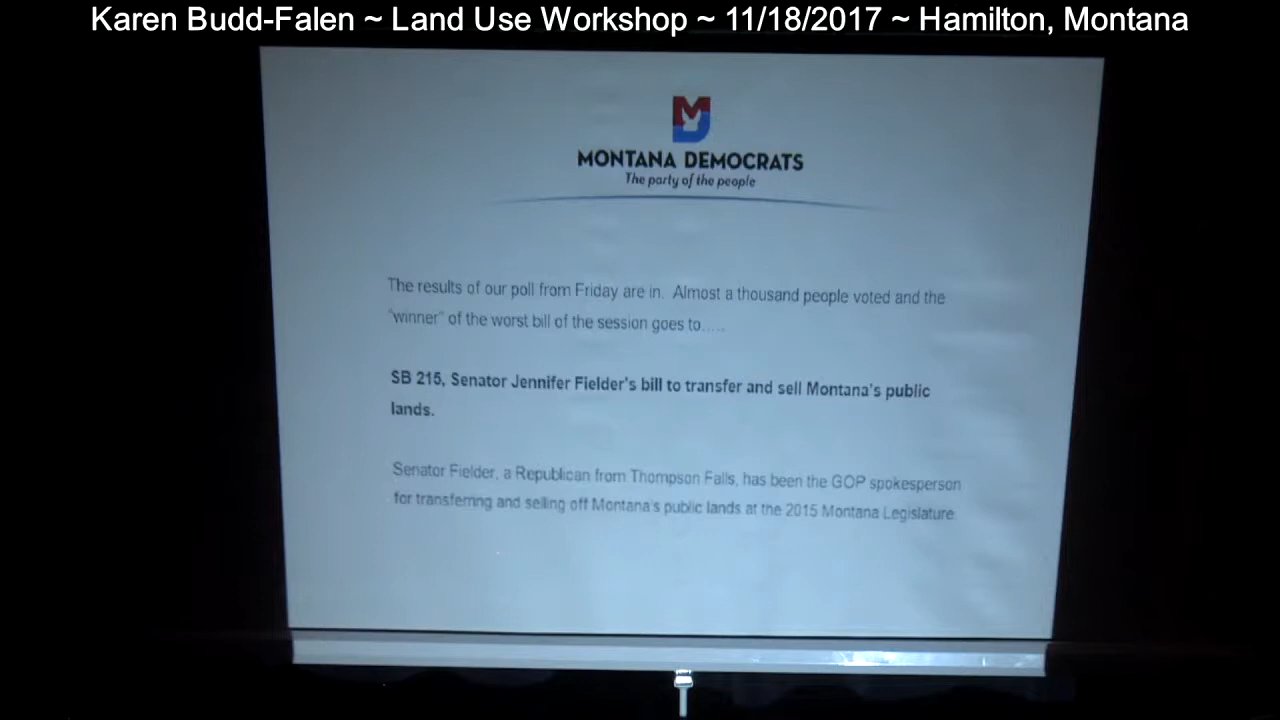 Karen Budd-Falen ~ Land Use Workshop ~ 11/18/2017 ~ Hamilton, Montana
MONTANA DEMOCRATS
The party of the people
The results of our poll from Friday are in. Almost a thousand people voted and the
"winner" of the worst bill of the session goes to.....
SB 215, Senator Jennifer Fielder's bill to transfer and sell Montana's public
lands.
Senator Fielder, a Republican from Thompson Falls, has been the GOP spokesperson
for transferring and selling off Montana's public lands at the 2015 Montana Legislature.